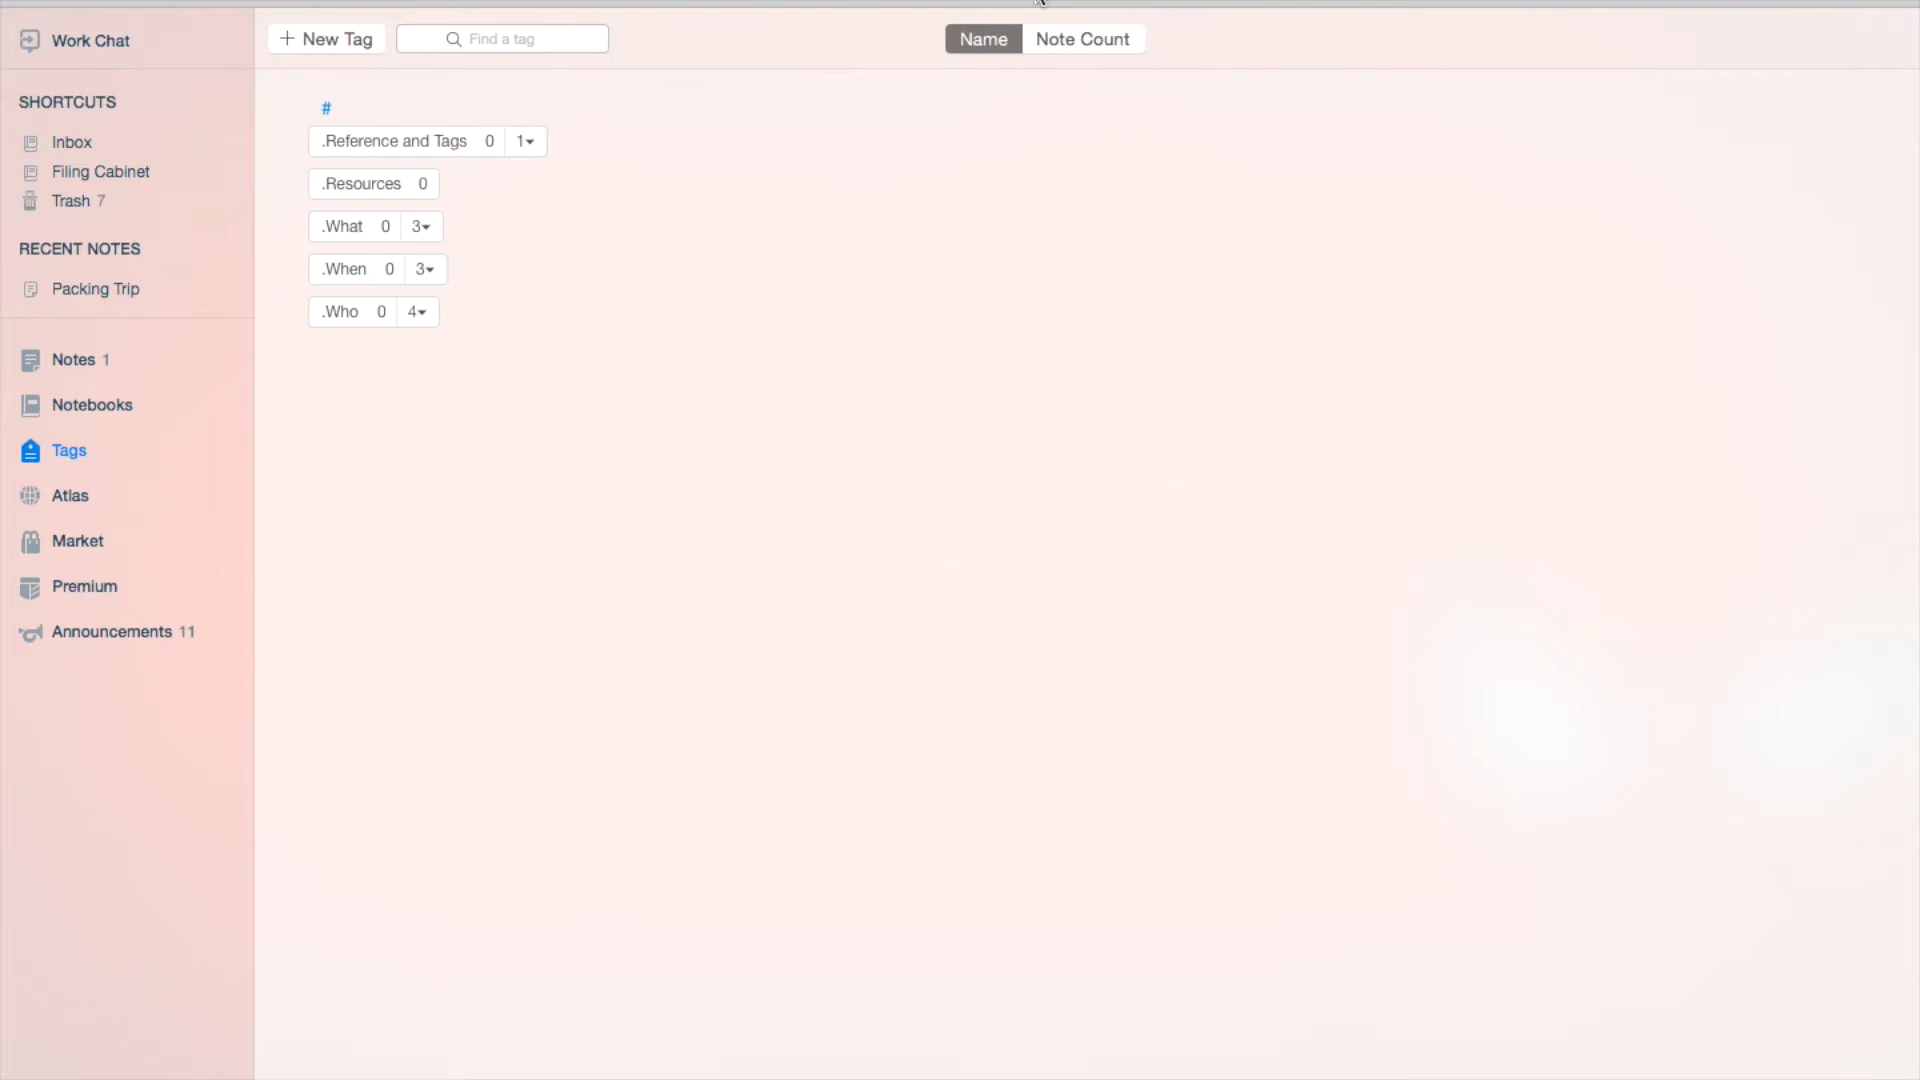 Work Chat
+ New Tag
Find a tag
Name
Note Count
SHORTCUTS
Inbox
Filing Cabinet
Trash 7
RECENT NOTES
Packing Trip
Notes 1
Notebooks
Tags
Atlas
Market
Premium
Announcements 11
#
.Reference and Tags 0 1
.Resources 0
.What 0 3
.When 0 3
.Who 0 4